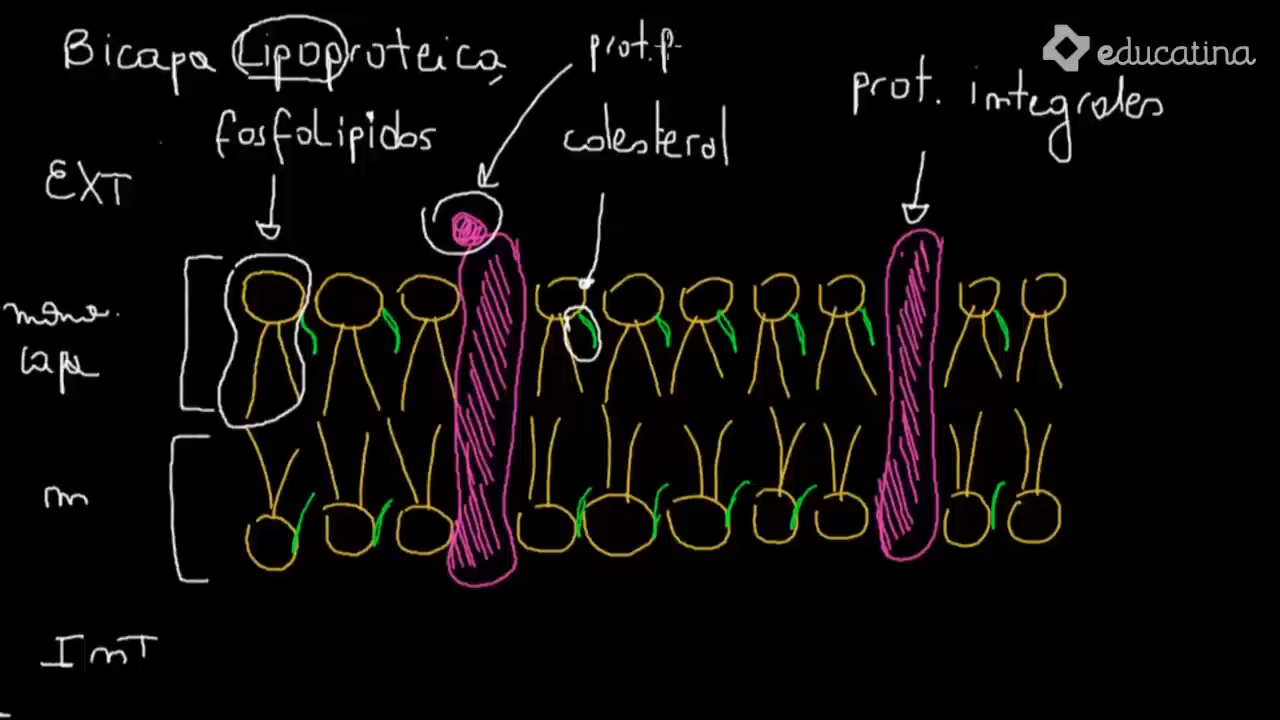 Bicapa Lipoproteica,
prot.p
educatina
prot. integrales
fosfoLipidos
colesterol
EXT
mono.
capa
m
InT